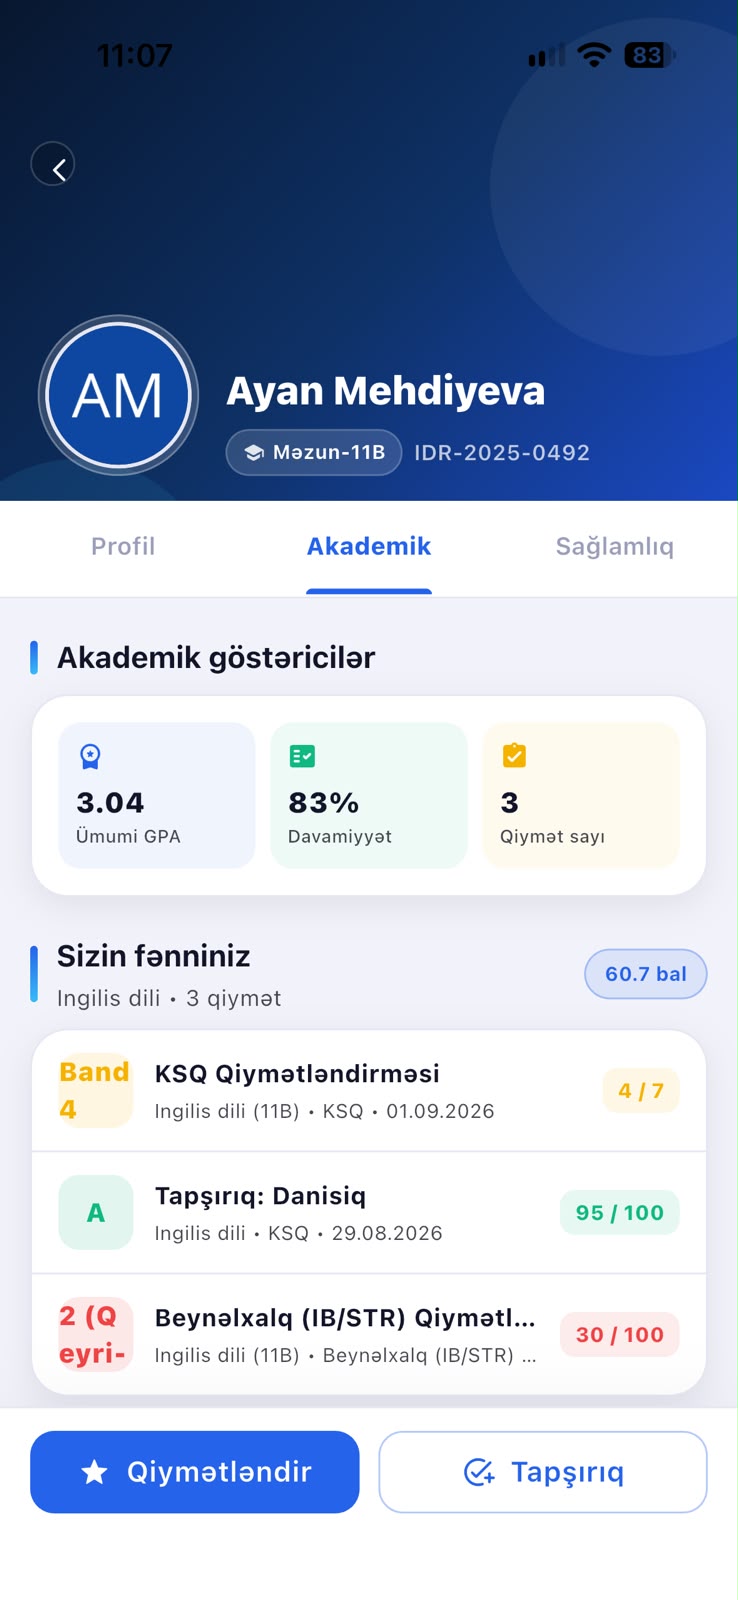 11:07
83
AM
Ayan Mehdiyeva
Məzun-11B IDR-2025-0492
Profil Akademik Sağlamlıq
Akademik göstəricilər
3.04 83% 3
Ümumi GPA Davamiyyət Qiymət sayı
Sizin fənniniz
60.7 bal
Ingilis dili • 3 qiymət
Band
4
KSQ Qiymətləndirməsi
Ingilis dili (11B) • KSQ • 01.09.2026
4 / 7
A
Tapşırıq: Danisiq
Ingilis dili • KSQ • 29.08.2026
95 / 100
2 (Q
eyri-
Beynəlxalq (IB/STR) Qiymətl...
Ingilis dili (11B) • Beynəlxalq (IB/STR) ...
30 / 100
Qiymətləndir Tapşırıq